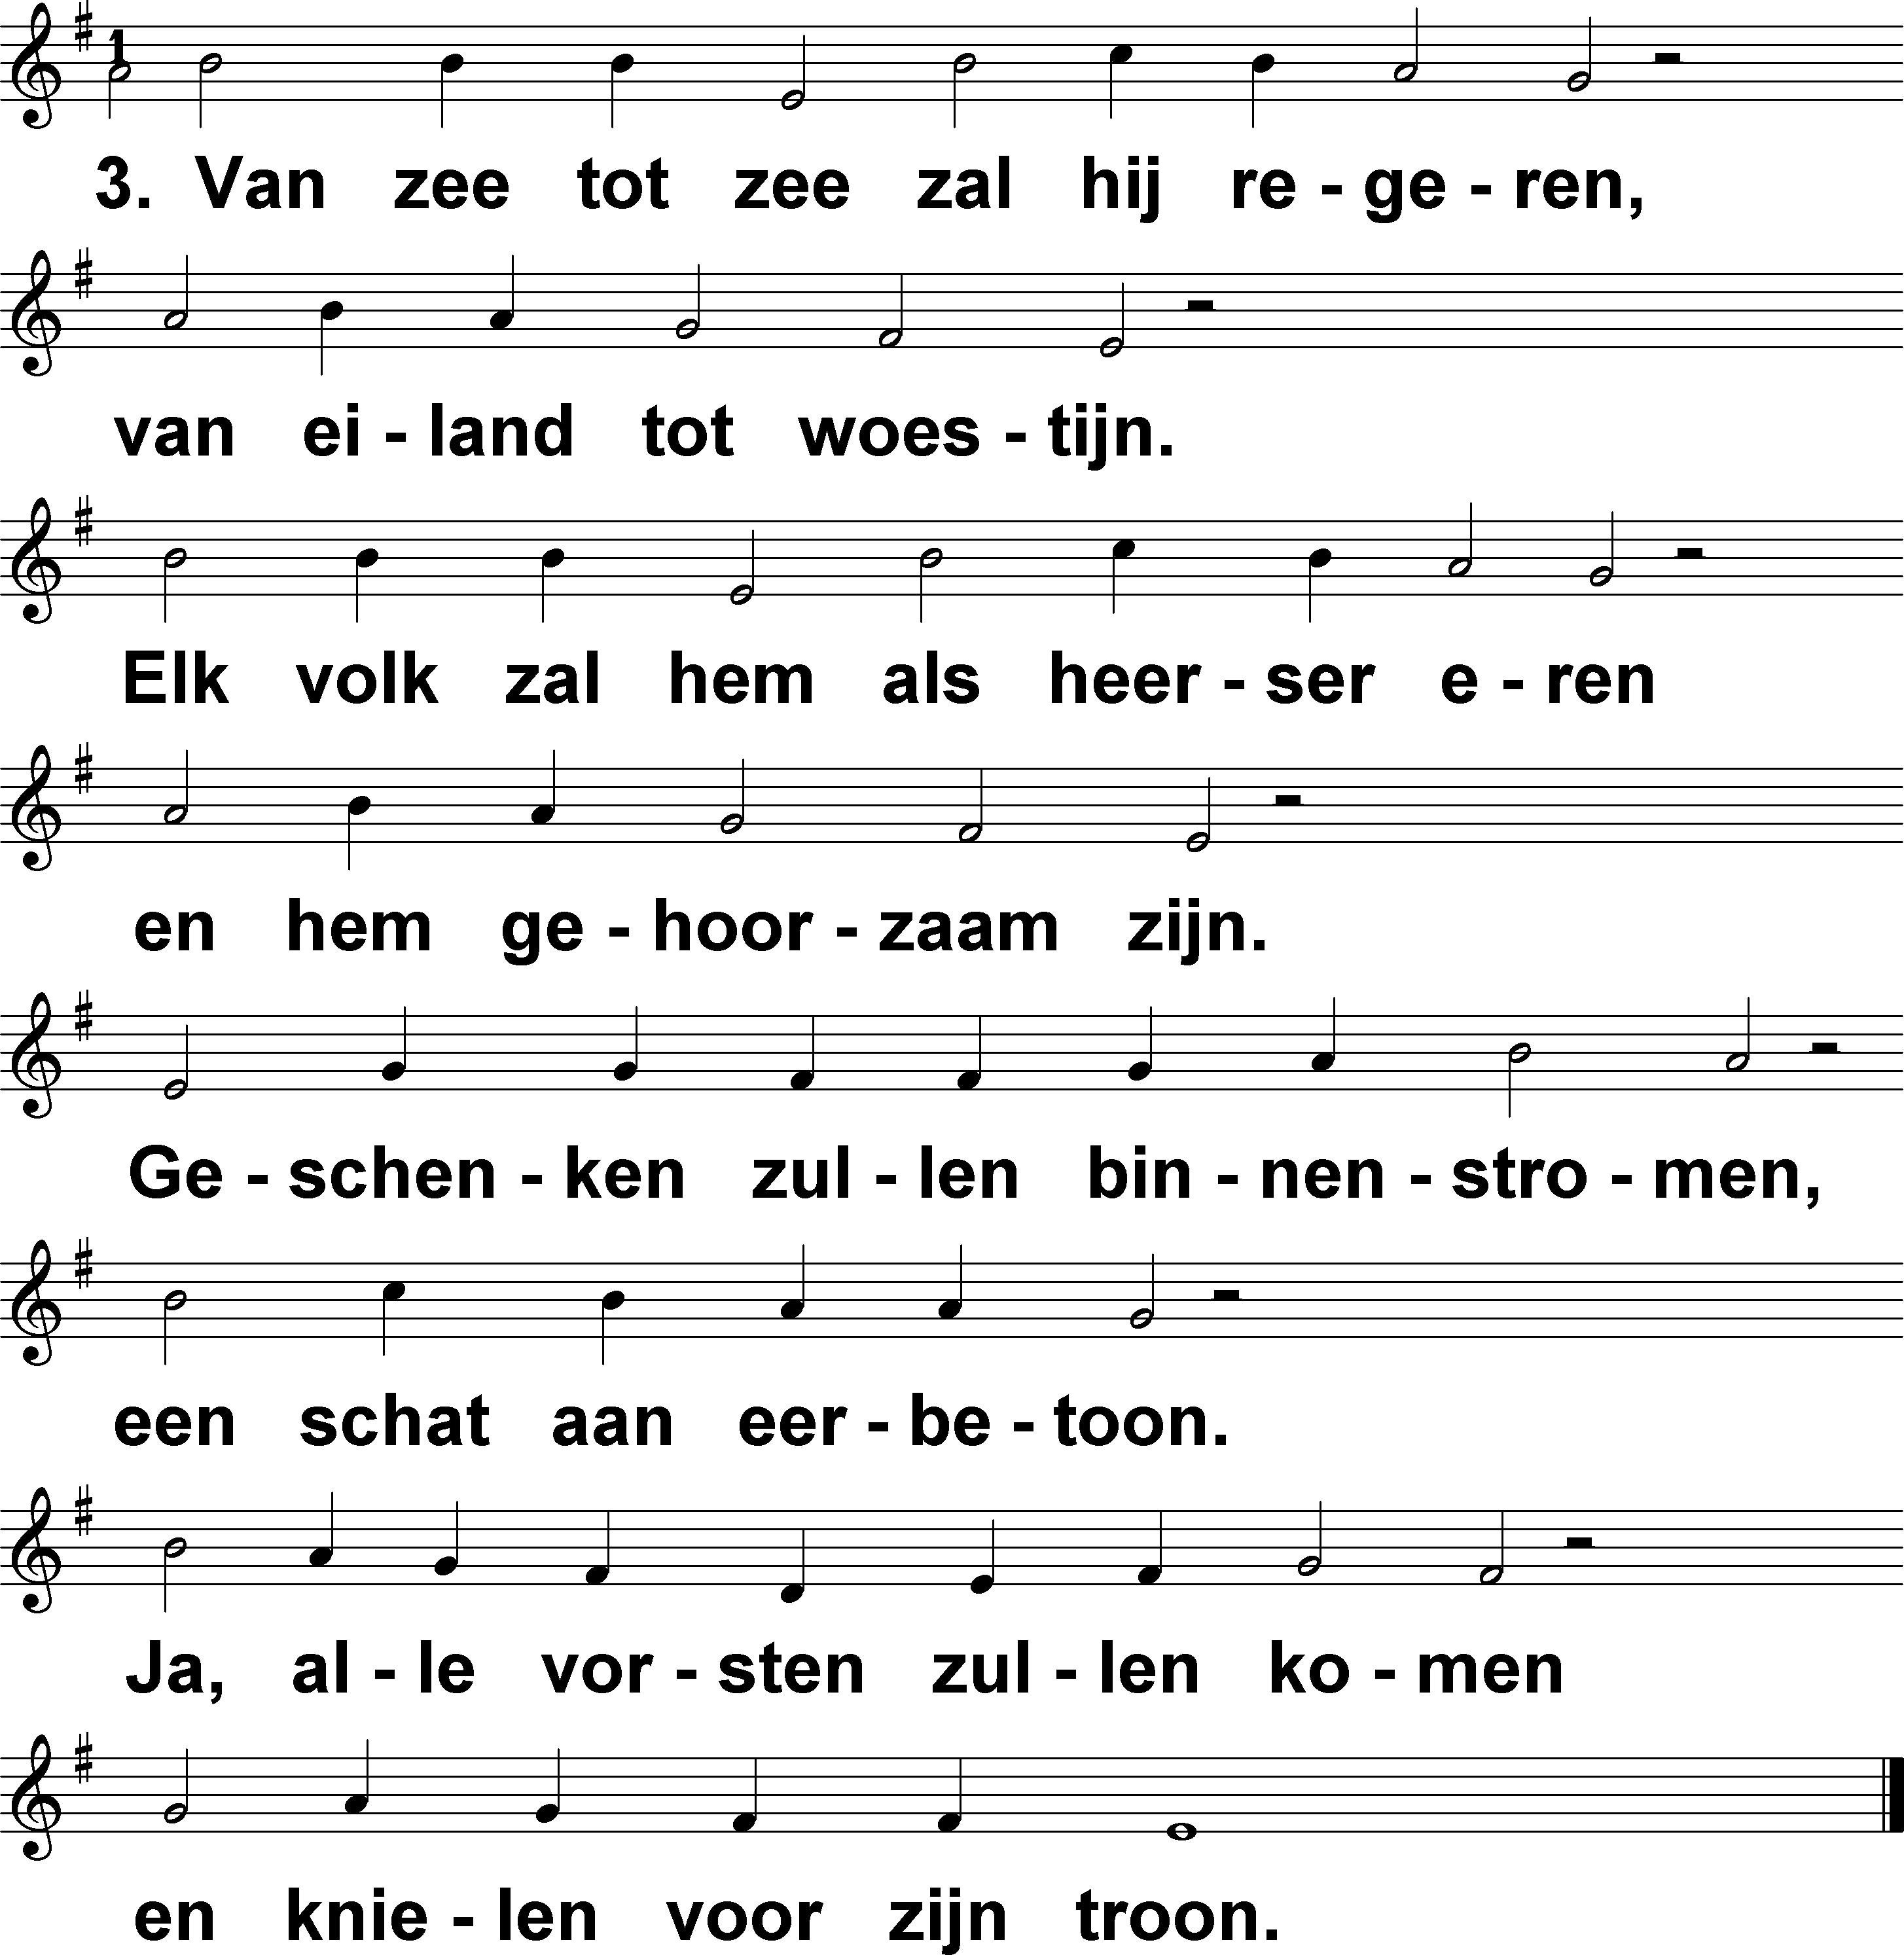 1
3. Van zee tot zee zal hij re - ge - ren,
van ei - land tot woes - tijn.
Elk volk zal hem als heer - ser e - ren
en hem ge - hoor - zaam zijn.
Ge - schen - ken zul - len bin - nen - stro - men,
een schat aan eer - be - toon.
Ja, al - le vor - sten zul - len ko - men
en knie - len voor zijn troon.